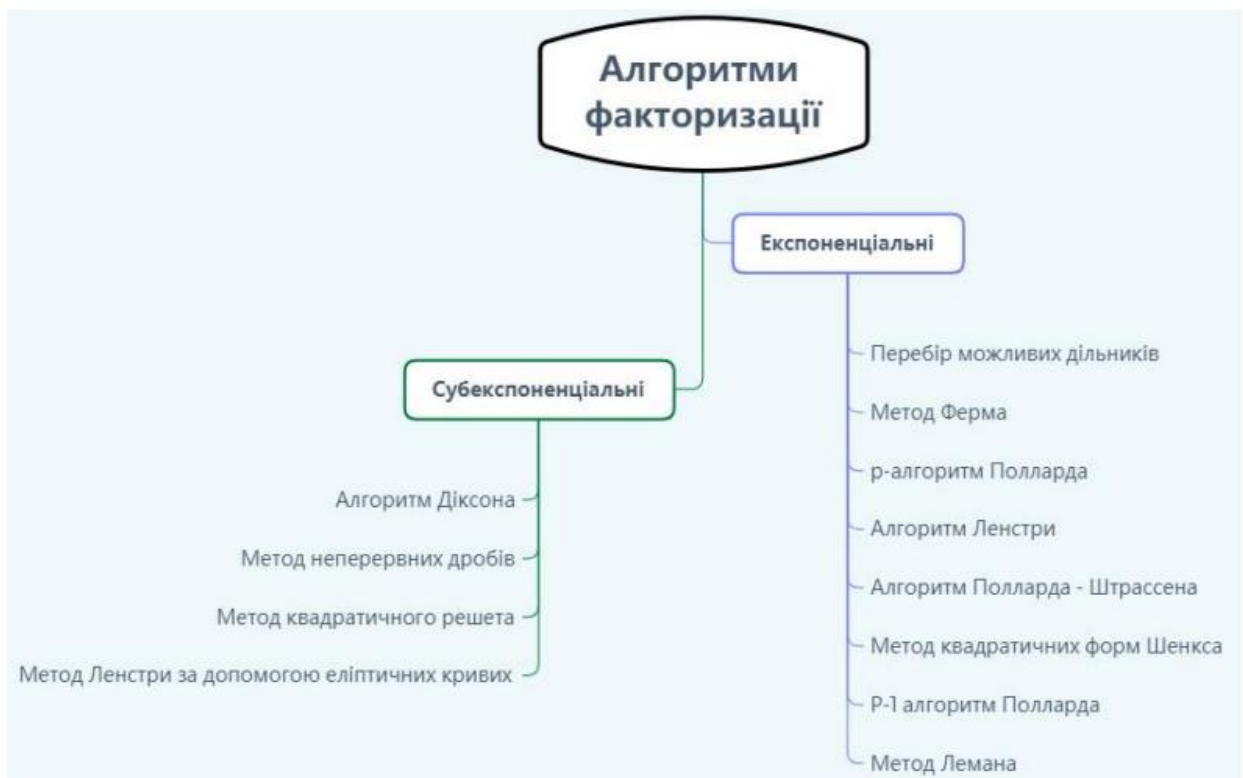 Алгоритми
факторизації
Експоненціальні
Перебір можливих дільників
Метод Ферма
р-алгоритм Полларда
Алгоритм Ленстри
Алгоритм Полларда - Штрассена
Метод квадратичних форм Шенкса
Р-1 алгоритм Полларда
Метод Лемана
Субекспоненціальні
Алгоритм Діксона
Метод неперервних дробів
Метод квадратичного решета
Метод Ленстри за допомогою еліптичних кривих